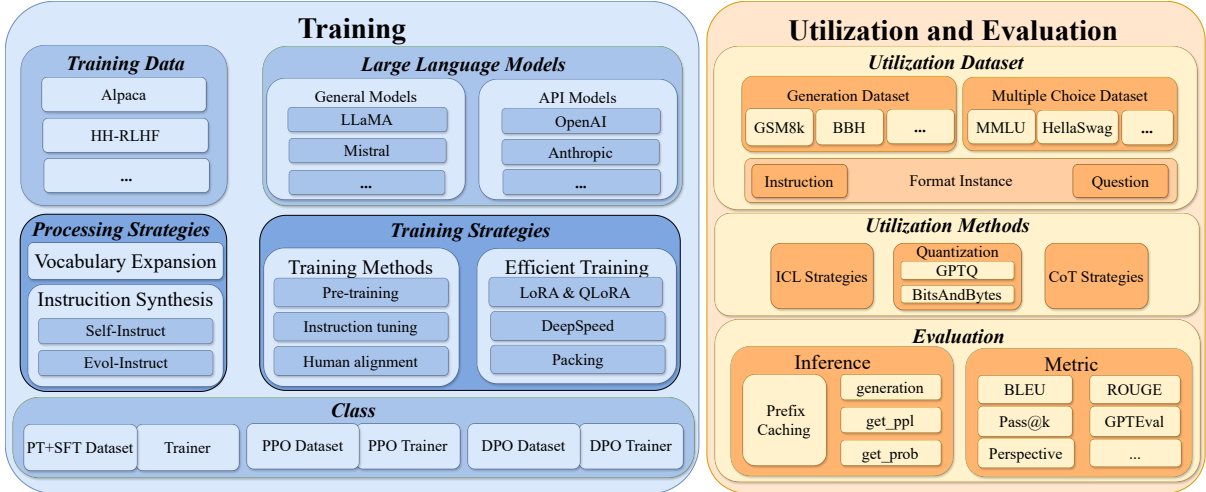 Training
Training Data
Alpaca
HH-RLHF
...
Large Language Models
General Models
LLaMA
Mistral
...
API Models
OpenAI
Anthropic
...
Processing Strategies
Vocabulary Expansion
Instrucition Synthesis
Self-Instruct
Evol-Instruct
Training Strategies
Training Methods
Pre-training
Instruction tuning
Human alignment
Efficient Training
LoRA & QLoRA
DeepSpeed
Packing
Class
PT+SFT Dataset
Trainer
PPO Dataset
PPO Trainer
DPO Dataset
DPO Trainer
Utilization and Evaluation
Utilization Dataset
Generation Dataset
GSM8k
BBH
...
Multiple Choice Dataset
MMLU
HellaSwag
...
Instruction
Format Instance
Question
Utilization Methods
ICL Strategies
Quantization
GPTQ
BitsAndBytes
CoT Strategies
Evaluation
Inference
Prefix
Caching
generation
get_ppl
get_prob
Metric
BLEU
ROUGE
Pass@k
GPTEval
Perspective
...